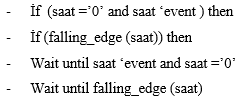 - İf (saat =’0’ and saat ‘event ) then
- İf (falling_edge (saat)) then
- Wait until saat ‘event and saat =’0’
- Wait until falling_edge (saat)